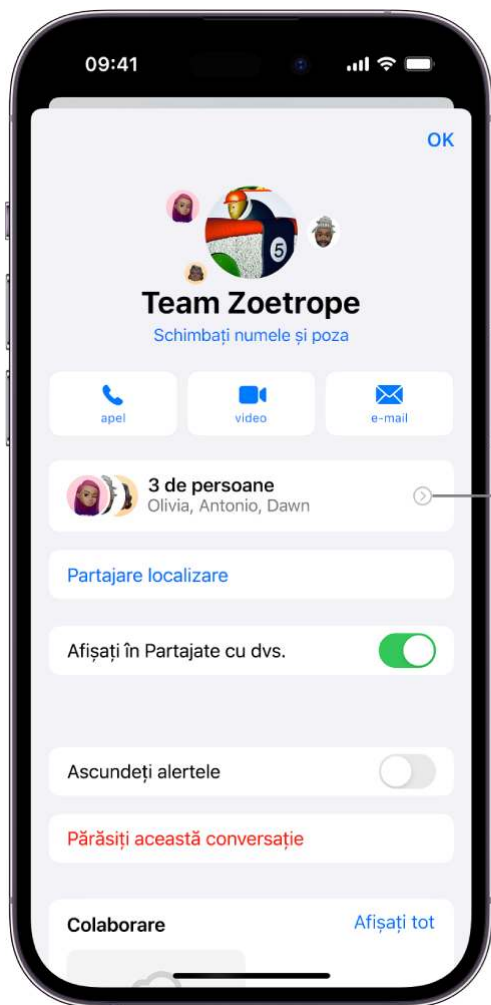 09:41
OK
5
Team Zoetrope
Schimbați numele și poza
apel
video
e-mail
3 de persoane
Olivia, Antonio, Dawn
Partajare localizare
Afișați în Partajate cu dvs.
Ascundeți alertele
Părăsiți această conversație
Colaborare
Afișați tot